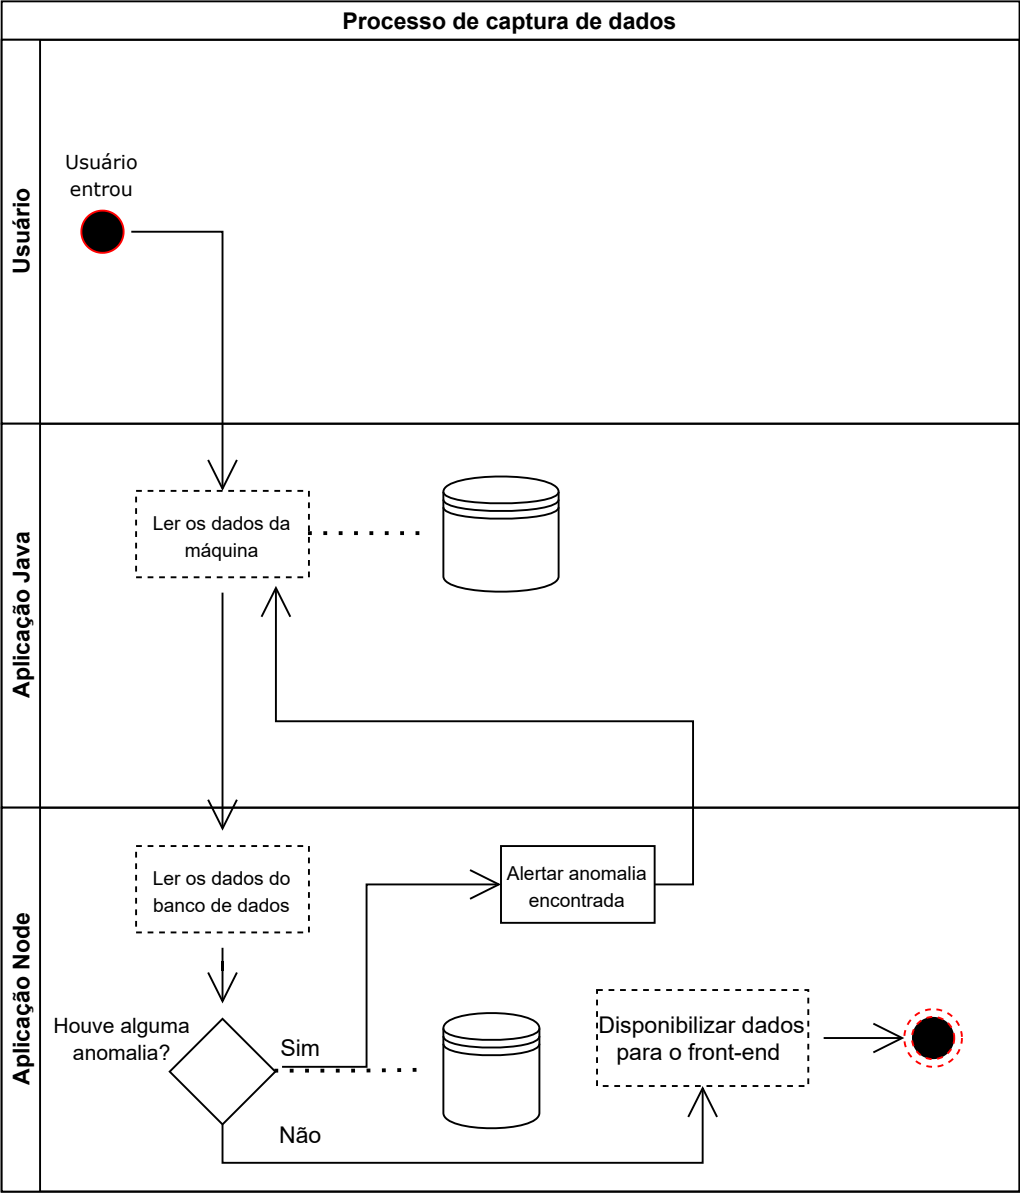 Processo de captura de dados
Usuário
Usuário
entrou
Aplicação Java
Ler os dados da
máquina
Aplicação Node
Ler os dados do
banco de dados
Alertar anomalia
encontrada
Houve alguma
anomalia?
Sim
Não
Disponibilizar dados
para o front-end